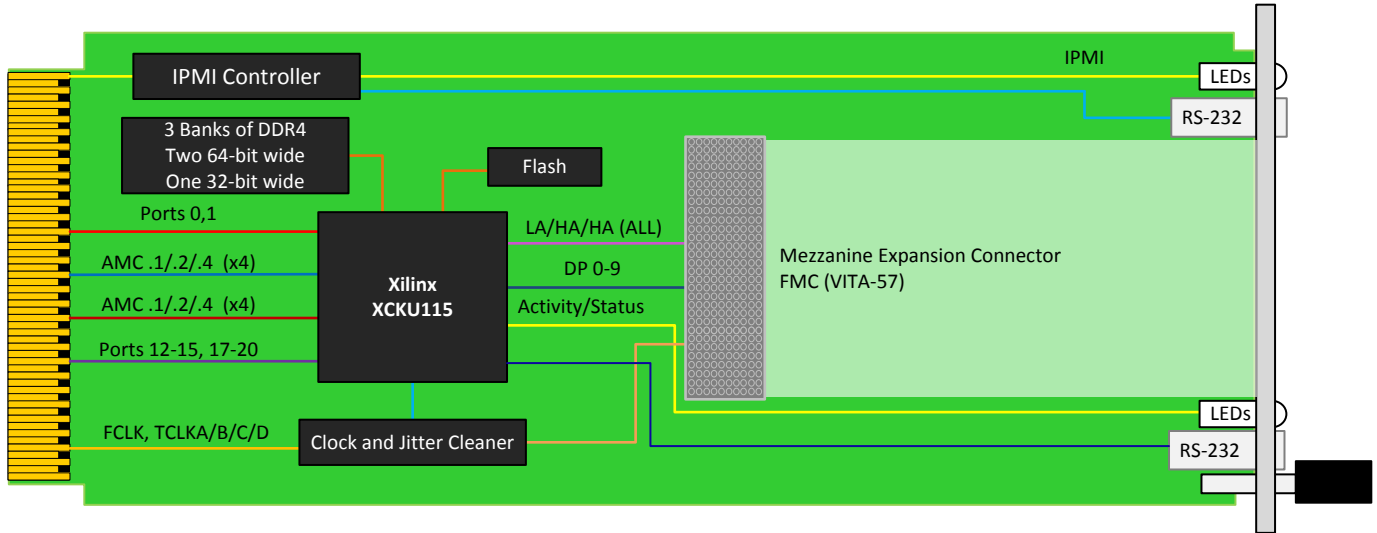 IPMI
IPMI Controller
LEDs
RS-232
3 Banks of DDR4
Two 64-bit wide
One 32-bit wide
Flash
Ports 0,1
LA/HA/HA (ALL)
AMC .1/.2/.4 (x4)
DP 0-9
Mezzanine Expansion Connector
FMC (VITA-57)
Xilinx
XCKU115
AMC .1/.2/.4 (x4)
Activity/Status
Ports 12-15, 17-20
LEDs
FCLK, TCLKA/B/C/D
Clock and Jitter Cleaner
RS-232